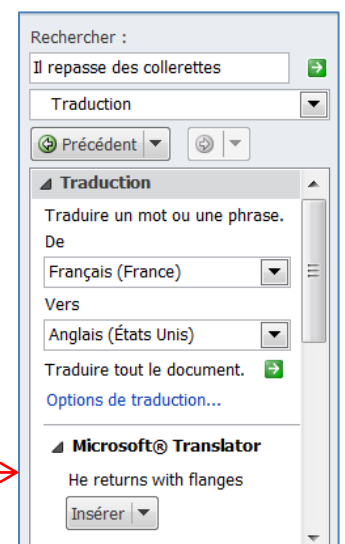 Rechercher :
Il repasse des collerettes
Traduction
Précédent
Traduction
Traduire un mot ou une phrase.
De
Français (France)
Vers
Anglais (États Unis)
Traduire tout le document.
Options de traduction...
Microsoft® Translator
He returns with flanges
Insérer